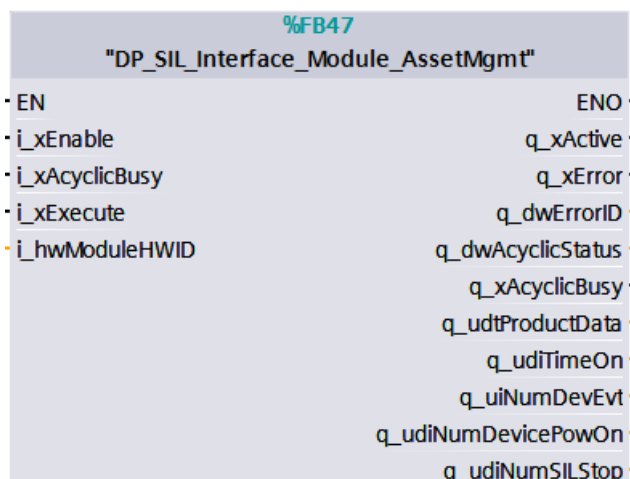 %FB47
"DP_SIL_Interface_Module_AssetMgmt"
EN ENO
i_xEnable q_xActive
i_xAcyclicBusy q_xError
i_xExecute q_dwErrorID
i_hwModuleHWID q_dwAcyclicStatus
q_xAcyclicBusy
q_udtProductData
q_udiTimeOn
q_uiNumDevEvt
q_udiNumDevicePowOn
q_udiNumSILStop